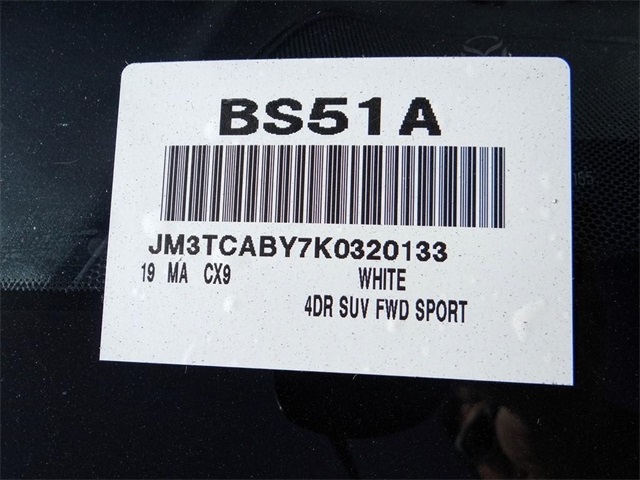 BS51A
JM3TCABY7K0320133
19 MA CX9 WHITE
4DR SUV FWD SPORT